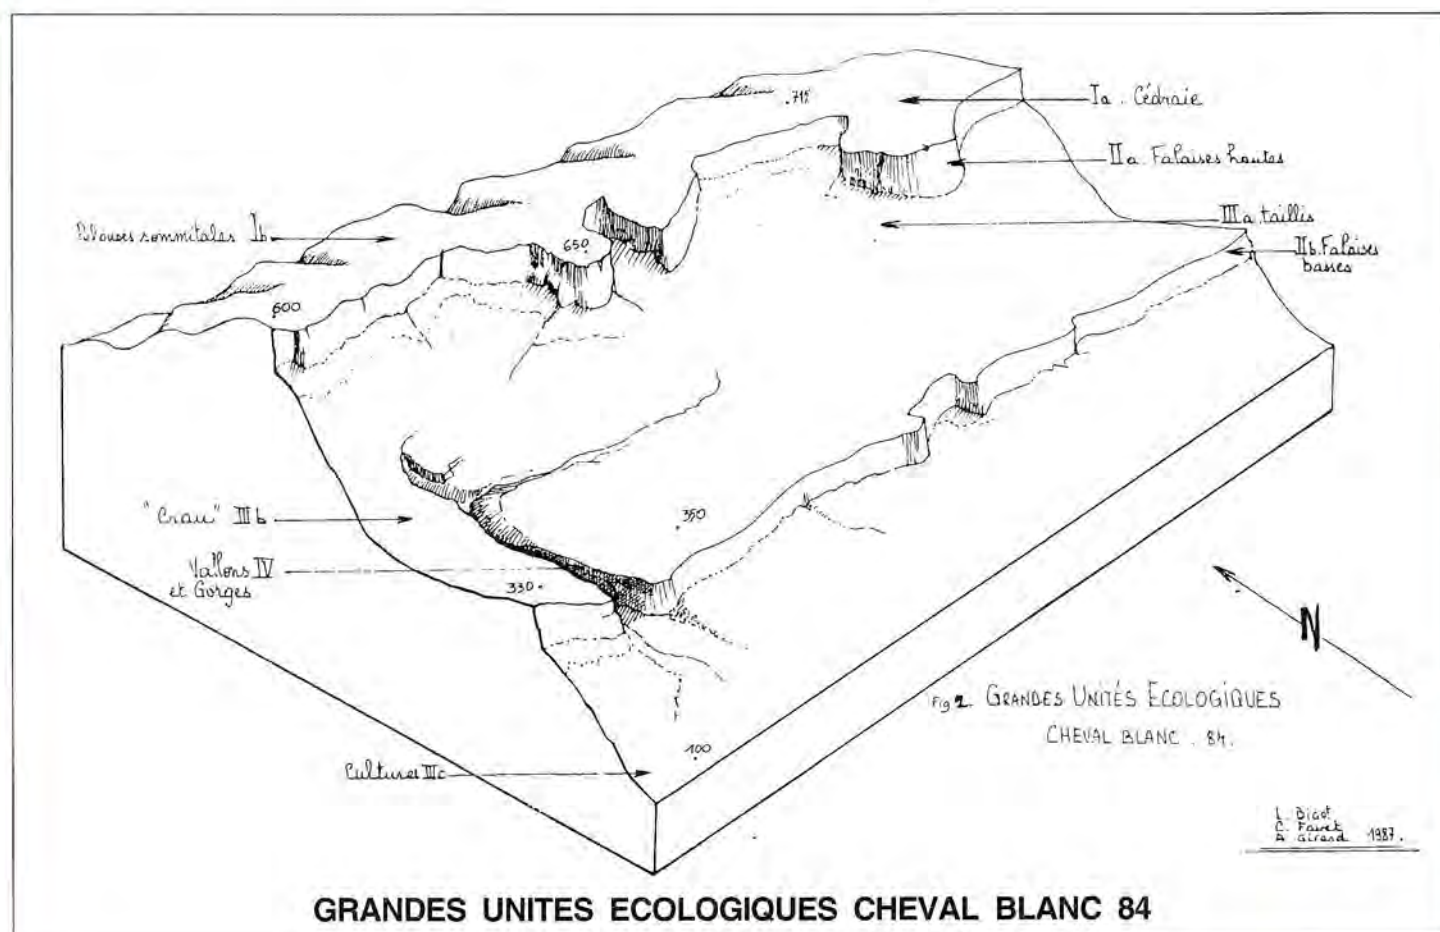 .71
Ia. Cédraie
IIa. Falaises hautes
IIIa taillis
Pelouses sommitales Ib
650
IIb. Falaises
basses
600
"Crau" IIIb
350
Vallons IV
et Gorges
330
N
Fig 2. GRANDES UNITÉS ECOLOGIQUES
CHEVAL BLANC. 84.
100
Cultures IIIc
L. Bigot
C. Favet
A. Girard 1987.
GRANDES UNITES ECOLOGIQUES CHEVAL BLANC 84